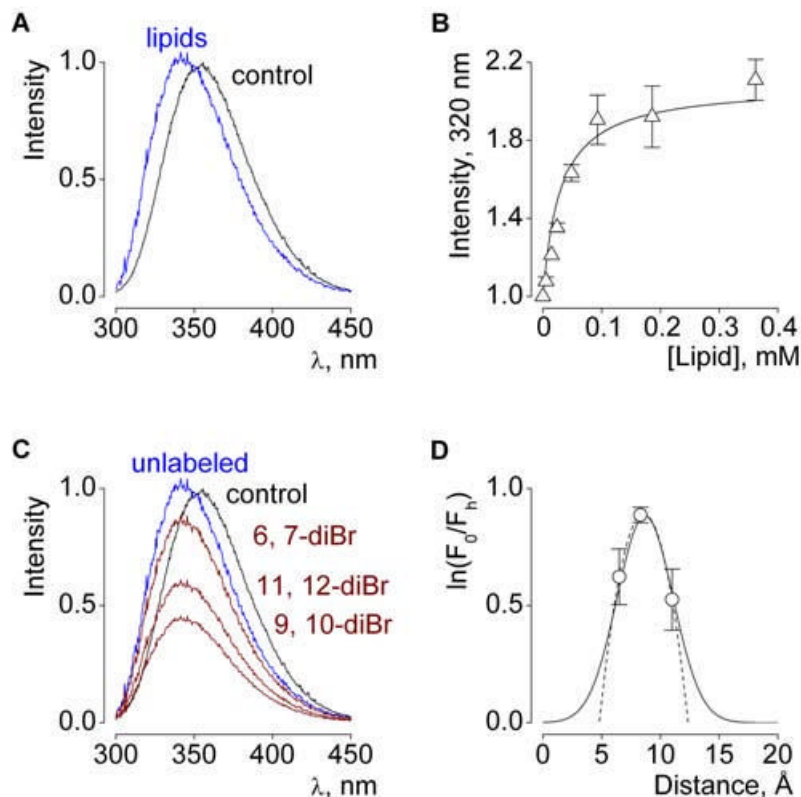 A
lipids
control
Intensity
1.0
0.5
0.0
300 350 400 450
λ, nm
B
Intensity, 320 nm
2.2
1.8
1.4
1.0
0 0.1 0.2 0.3 0.4
[Lipid], mM
C
unlabeled
control
6, 7-diBr
11, 12-diBr
9, 10-diBr
Intensity
1.0
0.5
0.0
300 350 400 450
λ, nm
D
ln(F0/Fh)
1.0
0.5
0.0
0 5 10 15 20
Distance, Å